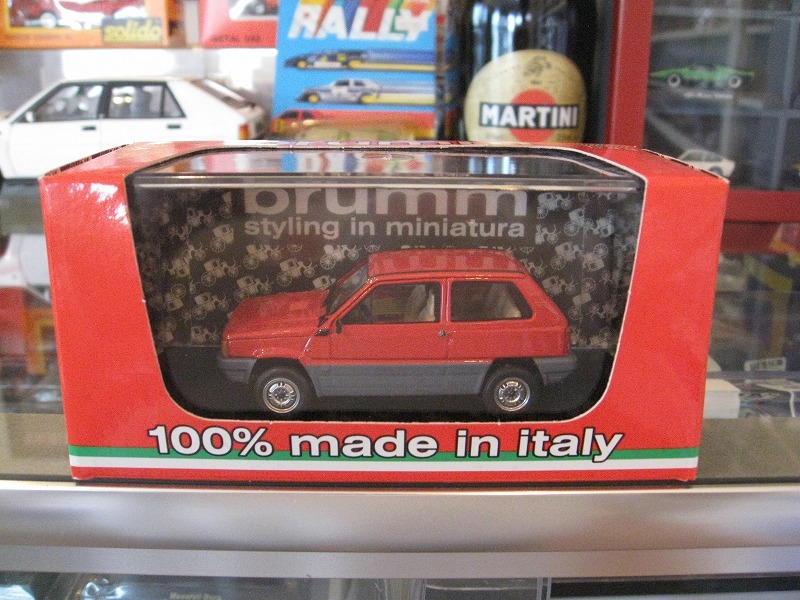 solido
RALLY
MARTINI
brumm
styling in miniatura
100% made in italy